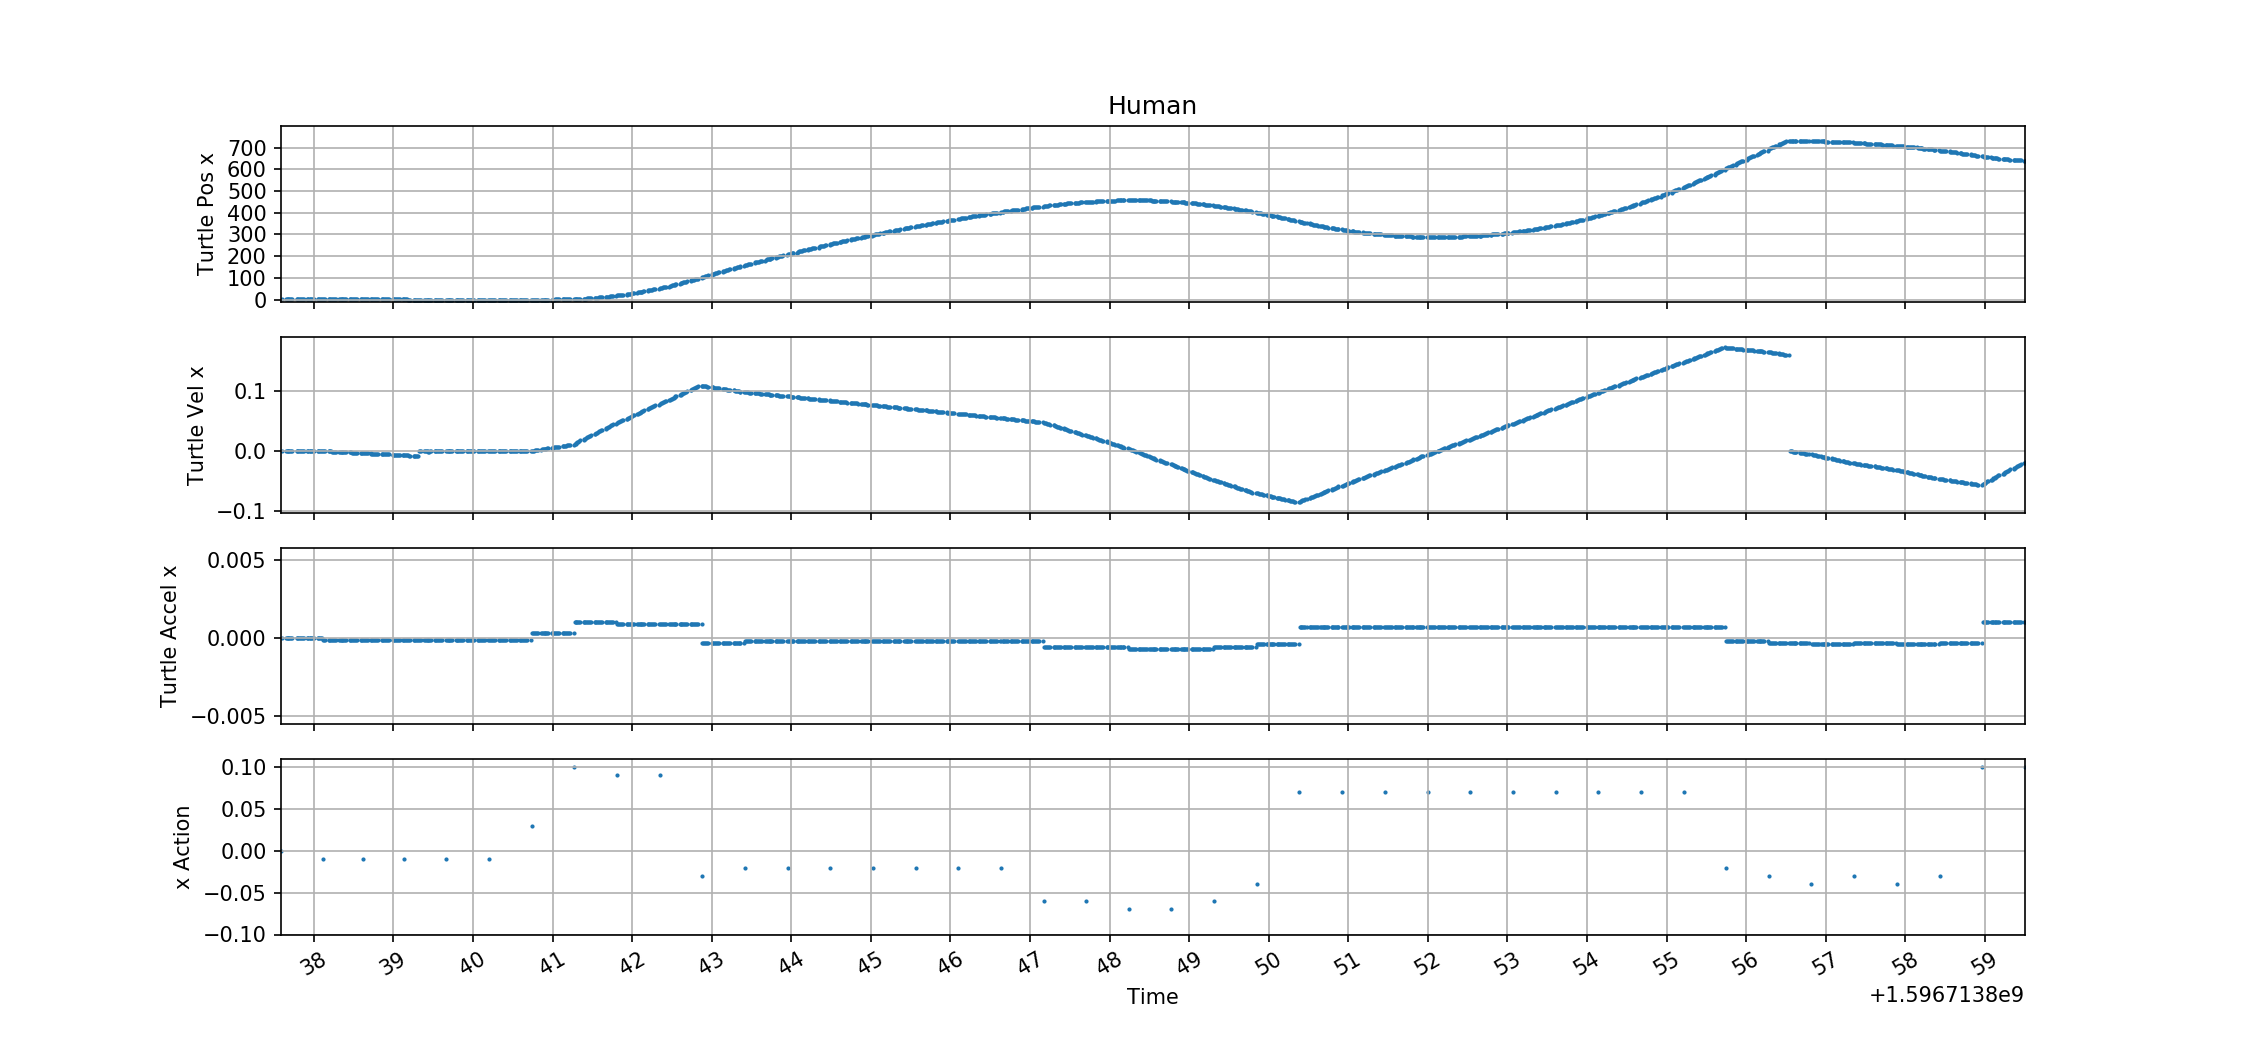 Human
Turtle Pos x
700
600
500
400
300
200
100
0
Turtle Vel x
0.1
0.0
−0.1
Turtle Accel x
0.005
0.000
−0.005
x Action
0.10
0.05
0.00
−0.05
−0.10
38 39 40 41 42 43 44 45 46 47 48 49 50 51 52 53 54 55 56 57 58 59
Time
+1.5967138e9